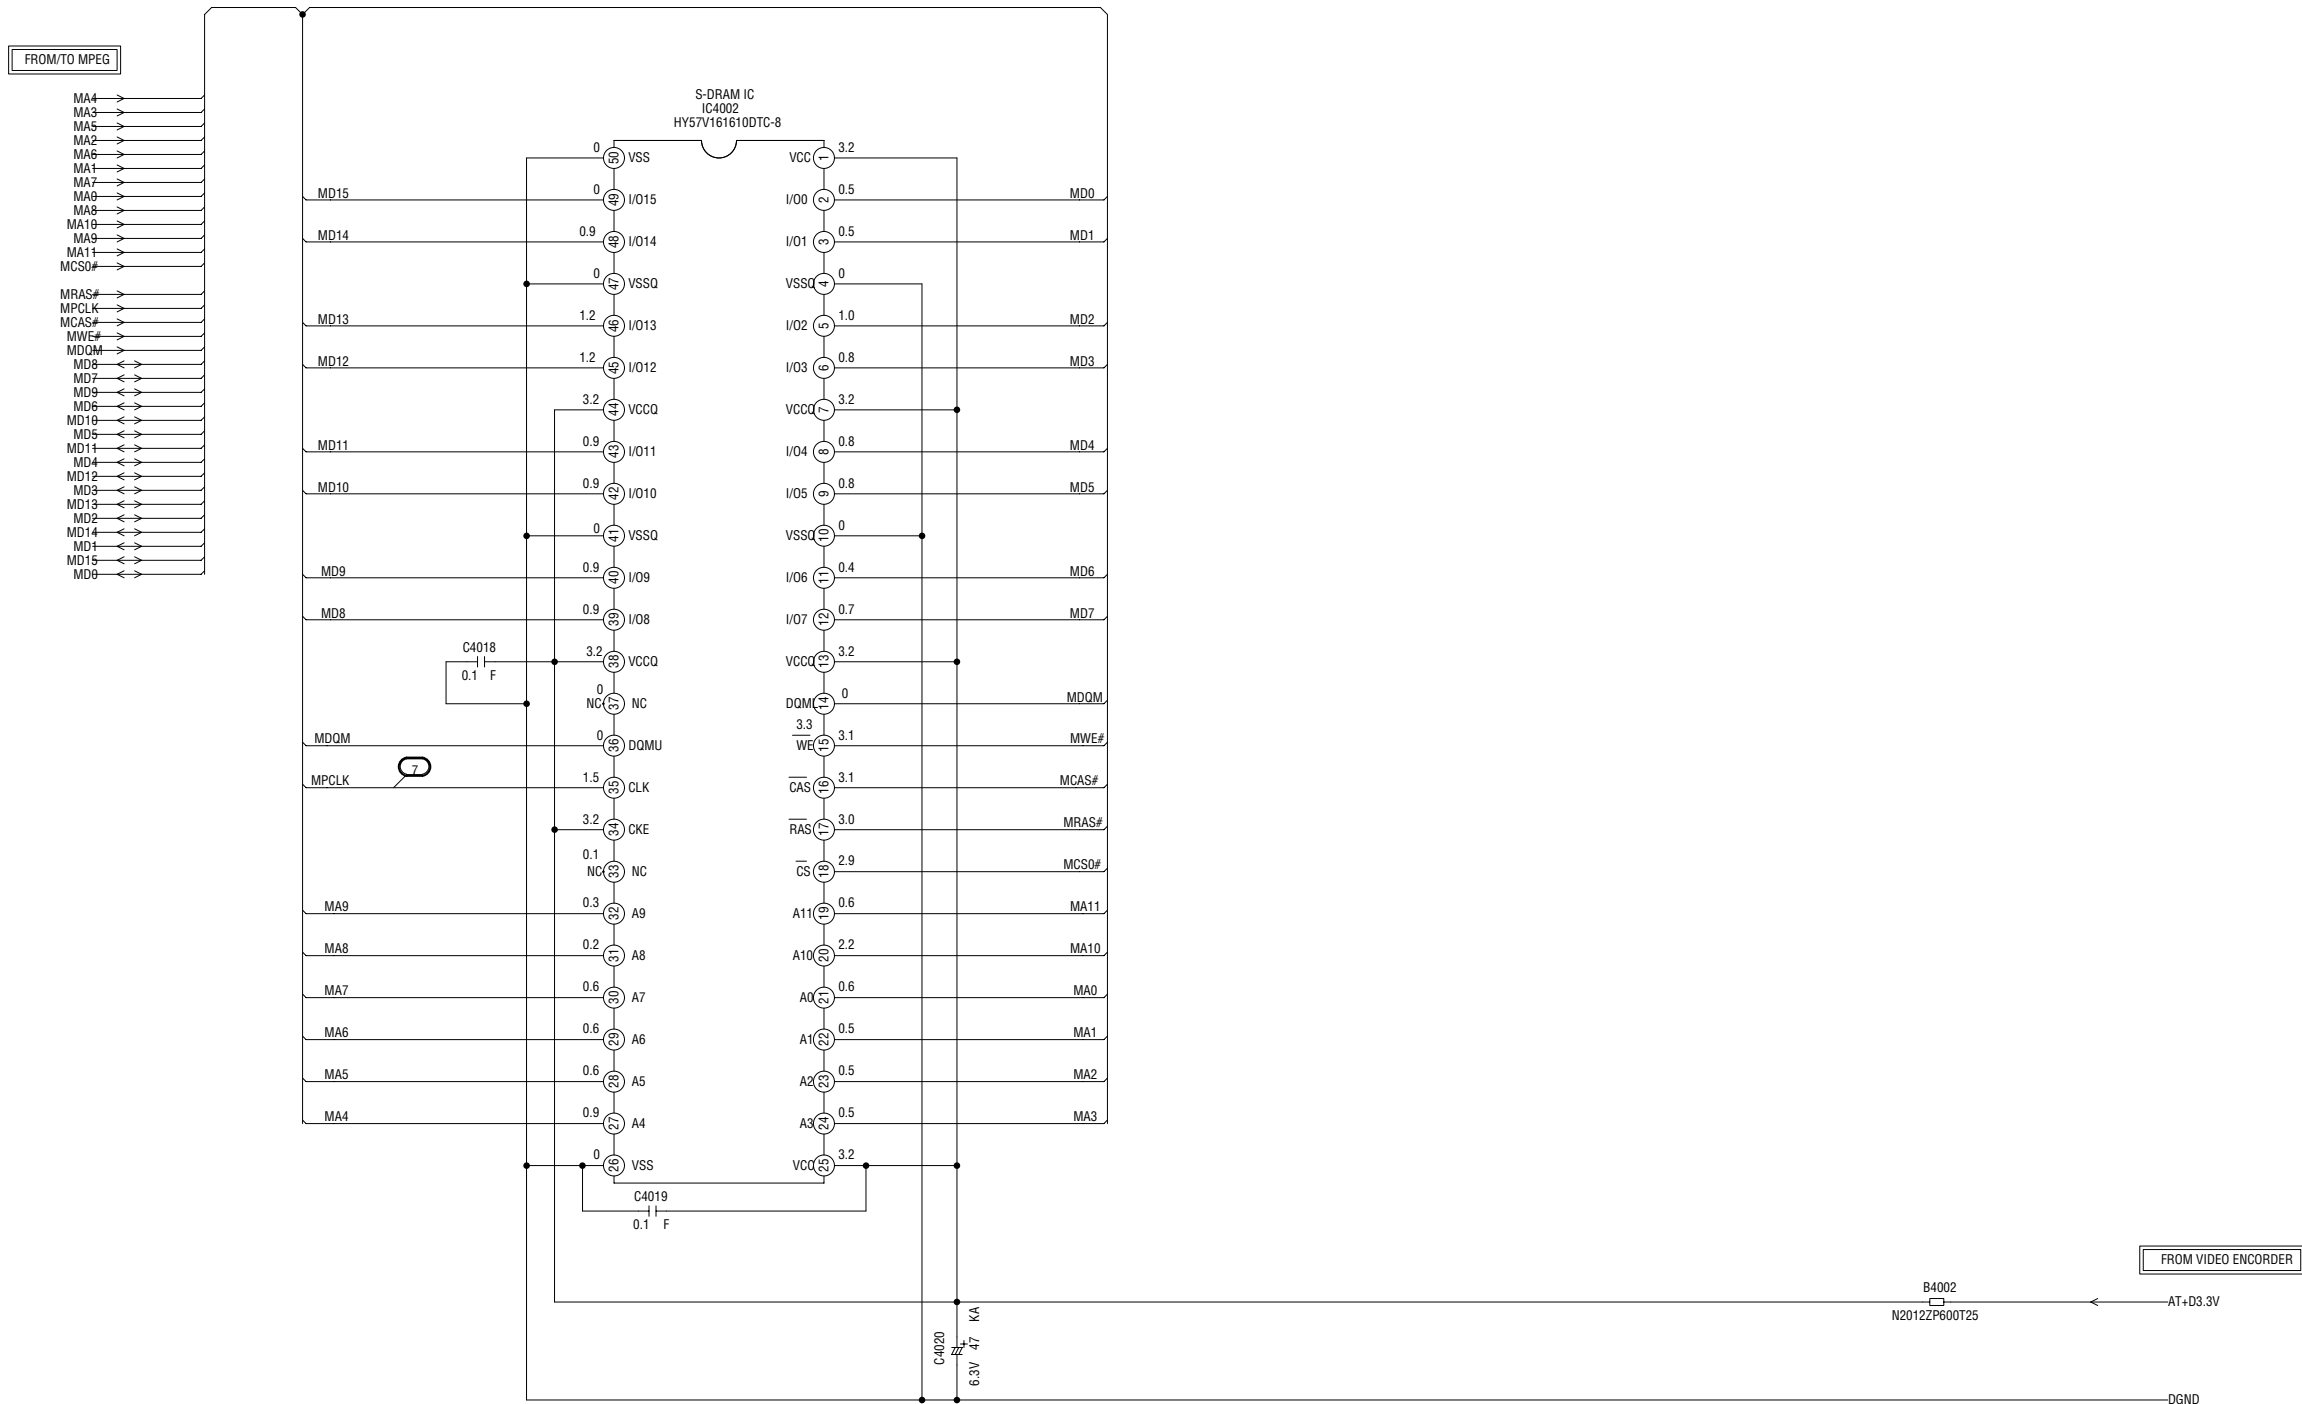 FROM/TO MPEG
MA4
MA3
MA5
MA2
MA6
MA1
MA7
MA0
MA8
MA10
MA9
MA11
MCS0#
MRAS#
MPCLK
MCAS#
MWE#
MDQM
MD8
MD7
MD9
MD6
MD10
MD5
MD11
MD4
MD12
MD3
MD13
MD2
MD14
MD1
MD15
MD0
S-DRAM IC
IC4002
HY57V161610DTC-8
0 50 VSS VCC 1 3.2
MD15 0 49 I/O15 I/O0 2 0.5 MD0
MD14 0.9 48 I/O14 I/O1 3 0.5 MD1
0 47 VSSQ VSSQ 4 0
MD13 1.2 46 I/O13 I/O2 5 1.0 MD2
MD12 1.2 45 I/O12 I/O3 6 0.8 MD3
3.2 44 VCCQ VCCQ 7 3.2
MD11 0.9 43 I/O11 I/O4 8 0.8 MD4
MD10 0.9 42 I/O10 I/O5 9 0.8 MD5
0 41 VSSQ VSSQ 10 0
MD9 0.9 40 I/O9 I/O6 11 0.4 MD6
MD8 0.9 39 I/O8 I/O7 12 0.7 MD7
C4018
0.1 F
3.2 38 VCCQ VCCQ 13 3.2
0 NC 37 NC DQML 14 0 MDQM
MDQM 0 36 DQMU 3.3 WE 15 3.1 MWE#
7
MPCLK 1.5 35 CLK CAS 16 3.1 MCAS#
3.2 34 CKE RAS 17 3.0 MRAS#
0.1 NC 33 NC CS 18 2.9 MCS0#
MA9 0.3 32 A9 A11 19 0.6 MA11
MA8 0.2 31 A8 A10 20 2.2 MA10
MA7 0.6 30 A7 A0 21 0.6 MA0
MA6 0.6 29 A6 A1 22 0.5 MA1
MA5 0.6 28 A5 A2 23 0.5 MA2
MA4 0.9 27 A4 A3 24 0.5 MA3
0 26 VSS VCC 25 3.2
C4019
0.1 F
FROM VIDEO ENCORDER
B4002
N2012ZP600T25
AT+D3.3V
C4020
6.3V 47 KA
+
DGND